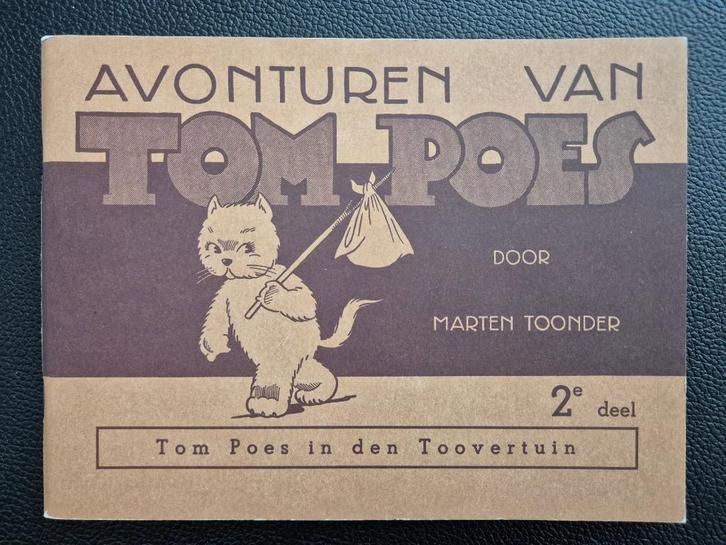 AVONTUREN VAN
TOM POES
DOOR
MARTEN TOONDER
2e deel
Tom Poes in den Toovertuin